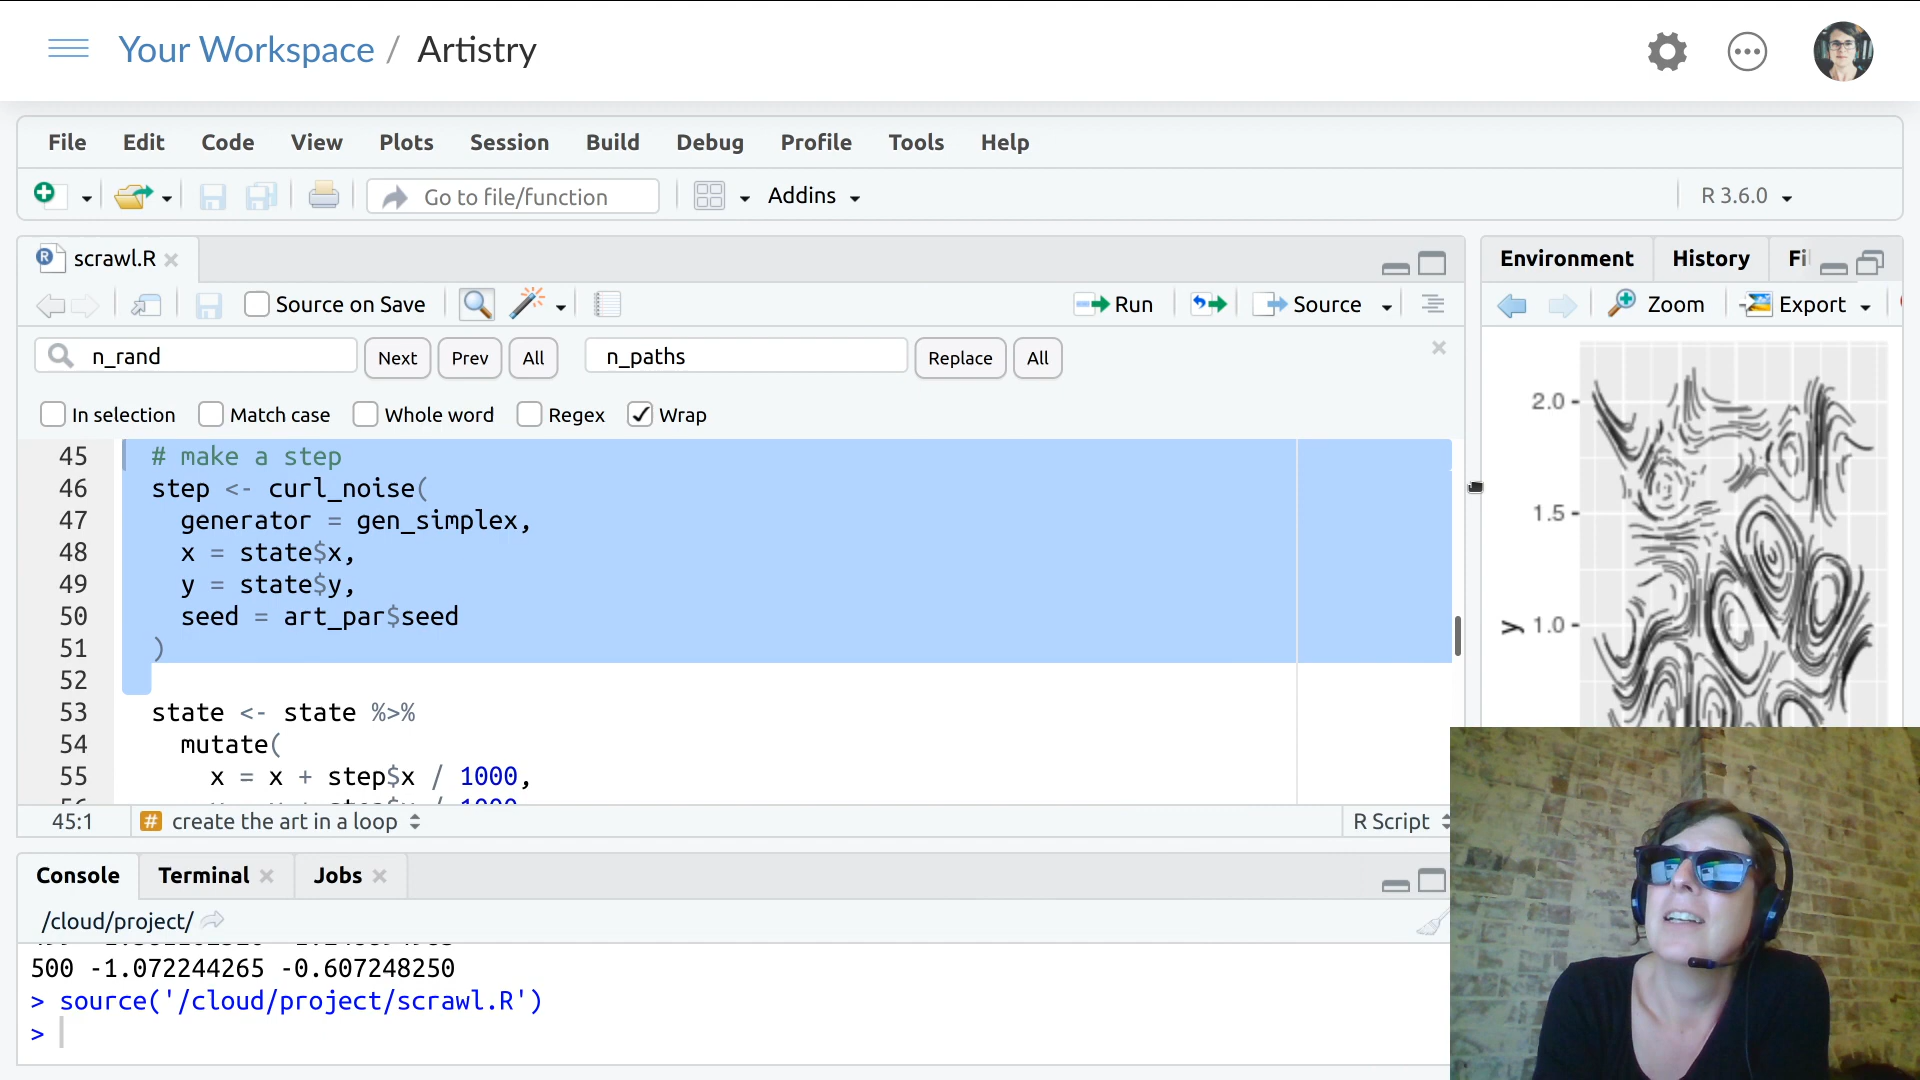 Your Workspace / Artistry
File Edit Code View Plots Session Build Debug Profile Tools Help
Go to file/function Addins R 3.6.0
scrawl.R
Source on Save Run Source
n_rand Next Prev All n_paths Replace All
In selection Match case Whole word Regex Wrap
45 # make a step
46 step <- curl_noise(
47 generator = gen_simplex,
48 x = state$x,
49 y = state$y,
50 seed = art_par$seed
51 )
52
53 state <- state %>%
54 mutate(
55 x = x + step$x / 1000,
45:1 # create the art in a loop R Script
Console Terminal Jobs
/cloud/project/
500 -1.072244265 -0.607248250
> source('/cloud/project/scrawl.R')
>
Environment History Fi
Zoom Export
2.0
1.5
y 1.0